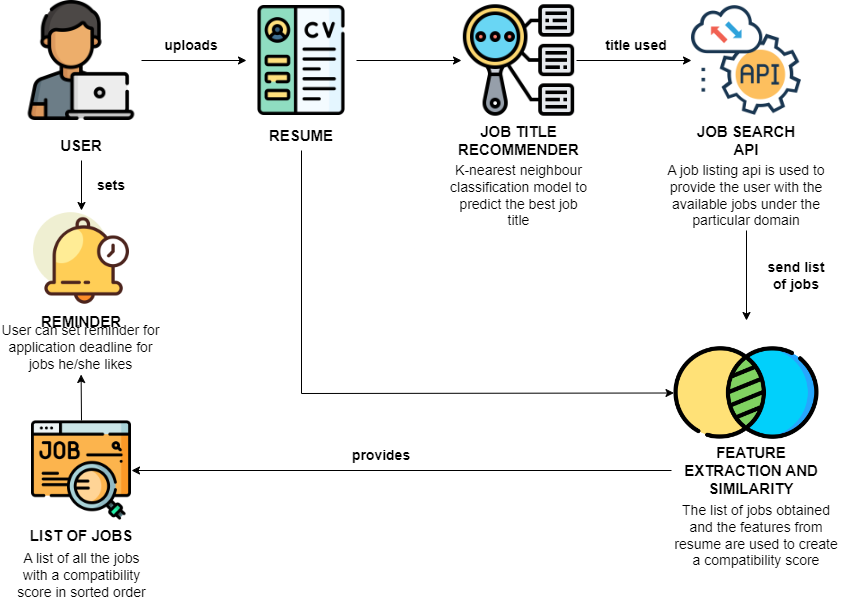 uploads
title used
CV
API
USER
RESUME
JOB TITLE
RECOMMENDER
K-nearest neighbour
classification model to
predict the best job
title
JOB SEARCH
API
A job listing api is used to
provide the user with the
available jobs under the
particular domain
sets
send list
of jobs
REMINDER
User can set reminder for
application deadline for
jobs he/she likes
JOB
provides
LIST OF JOBS
A list of all the jobs
with a compatibility
score in sorted order
FEATURE
EXTRACTION AND
SIMILARITY
The list of jobs obtained
and the features from
resume are used to create
a compatibility score